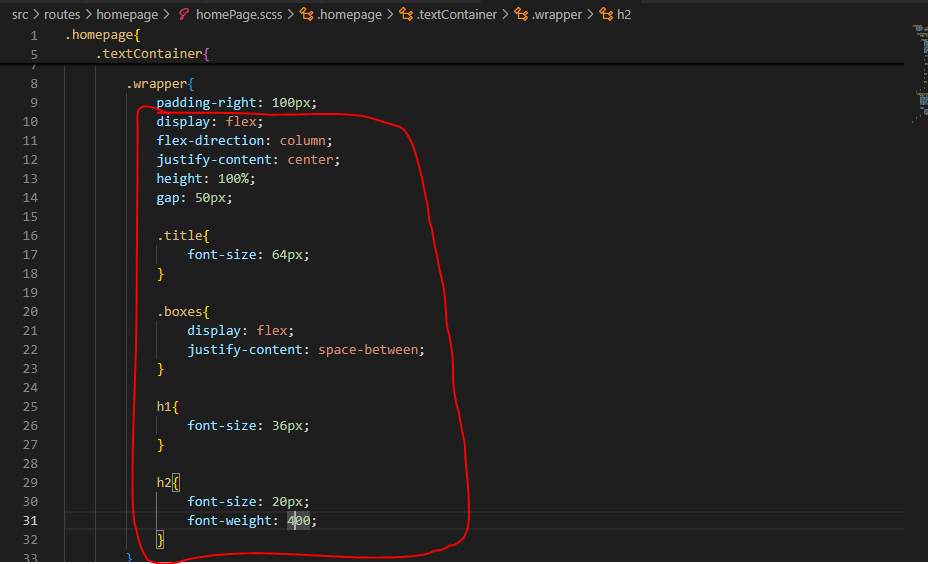 src > routes > homepage > homePage.scss > .homepage > .textContainer > .wrapper > h2
1 .homepage{
5 .textContainer{
7
8 .wrapper{
9 padding-right: 100px;
10 display: flex;
11 flex-direction: column;
12 justify-content: center;
13 height: 100%;
14 gap: 50px;
15
16 .title{
17 font-size: 64px;
18 }
19
20 .boxes{
21 display: flex;
22 justify-content: space-between;
23 }
24
25 h1{
26 font-size: 36px;
27 }
28
29 h2{
30 font-size: 20px;
31 font-weight: 400;
32 }
33 }